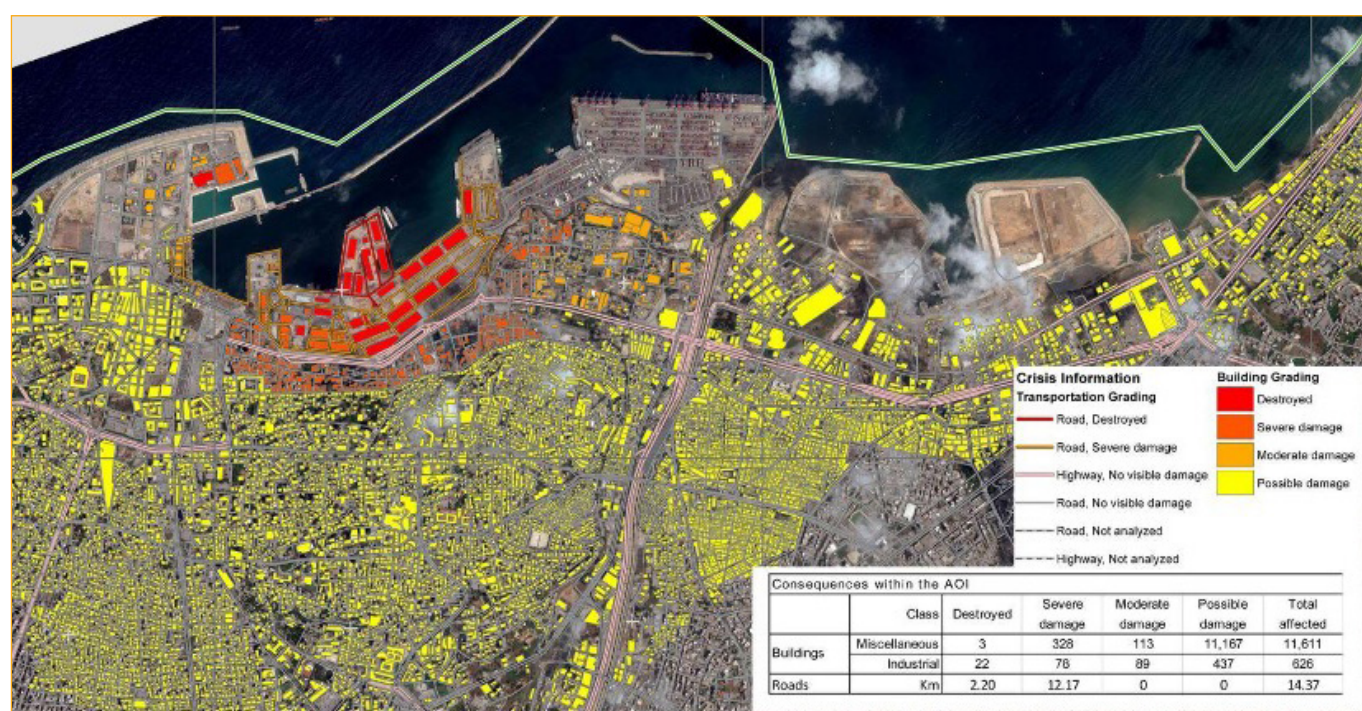 Crisis Information
Transportation Grading
Road, Destroyed
Road, Severe damage
Highway, No visible damage
Road, No visible damage
Road, Not analyzed
Highway, Not analyzed
Building Grading
Destroyed
Severe damage
Moderate damage
Possible damage
Consequences within the AOI
Class Destroyed Severe damage Moderate damage Possible damage Total affected
Buildings Miscellaneous 3 328 113 11,167 11,611
Industrial 22 78 89 437 626
Roads Km 2.20 12.17 0 0 14.37